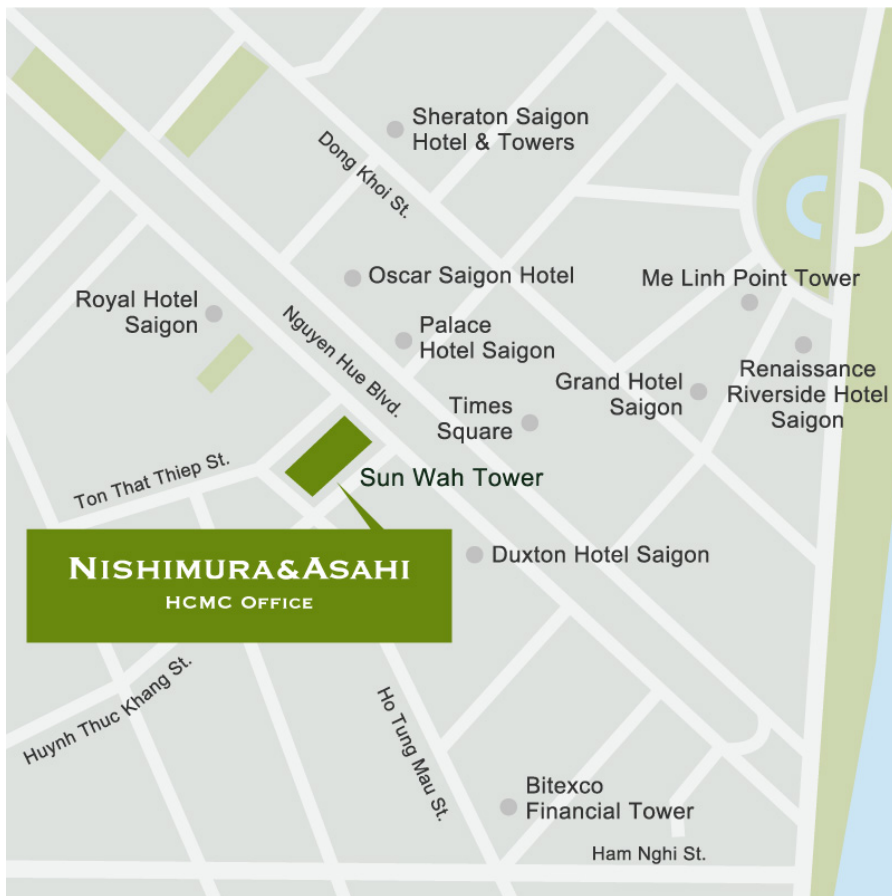 Sheraton Saigon
Hotel & Towers
Dong Khoi St.
Oscar Saigon Hotel
Me Linh Point Tower
Royal Hotel
Saigon
Nguyen Hue Blvd.
Palace
Hotel Saigon
Renaissance
Riverside Hotel
Saigon
Grand Hotel
Saigon
Times
Square
Ton That Thiep St.
Sun Wah Tower
NISHIMURA&ASAHI
HCMC OFFICE
Duxton Hotel Saigon
Huynh Thuc Khang St.
Ho Tung Mau St.
Bitexco
Financial Tower
Ham Nghi St.